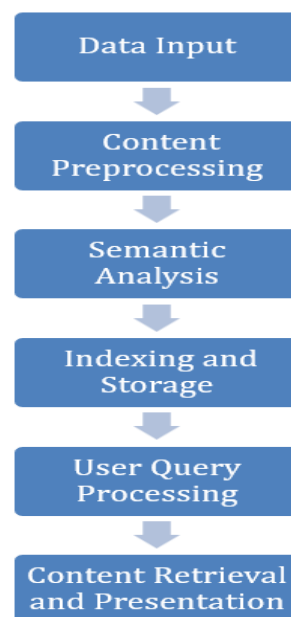 Data Input
Content
Preprocessing
Semantic
Analysis
Indexing and
Storage
User Query
Processing
Content Retrieval
and Presentation